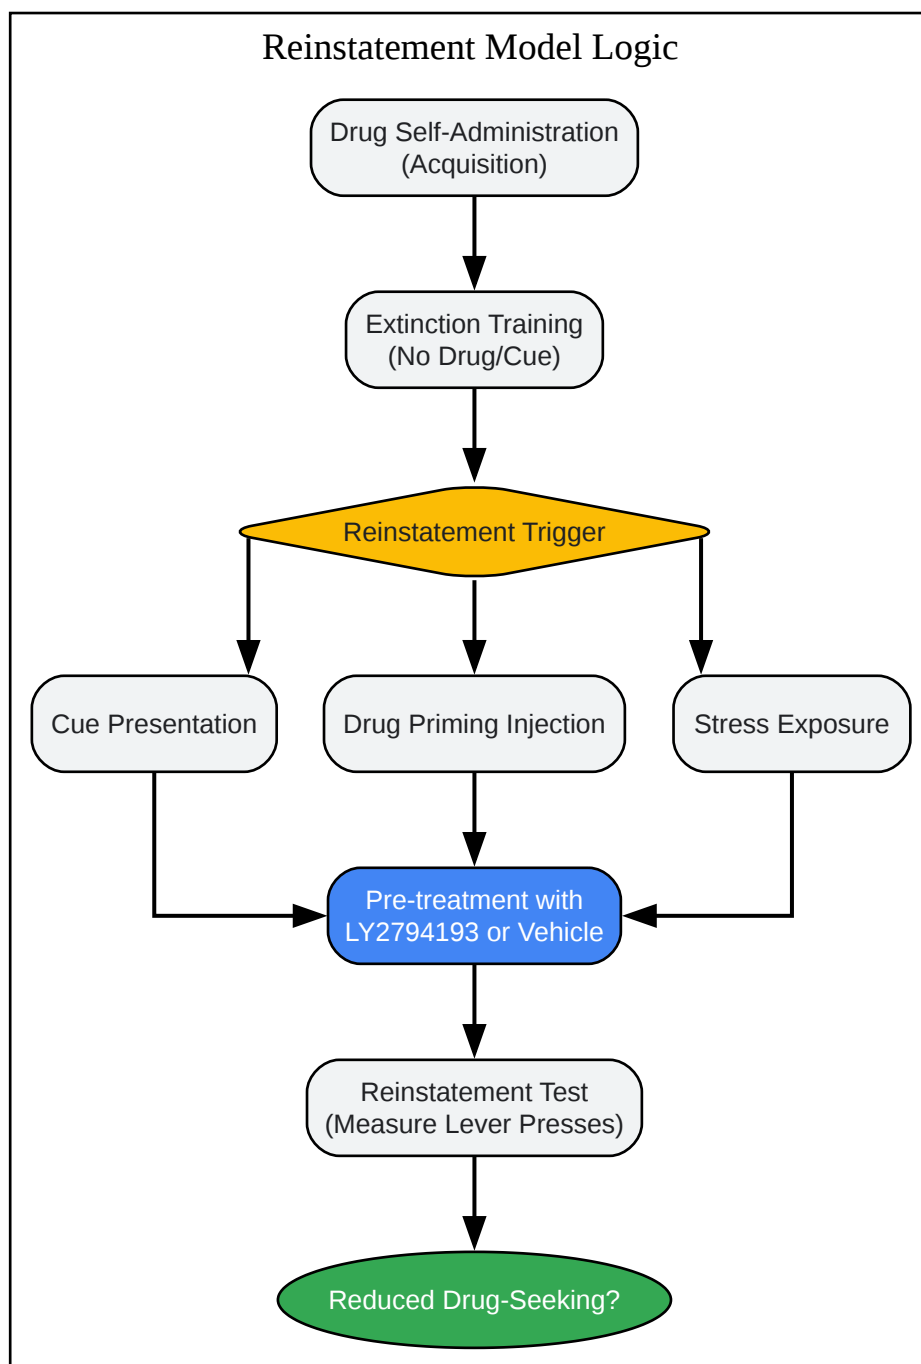 Reinstatement Model Logic
Drug Self-Administration
(Acquisition)
Extinction Training
(No Drug/Cue)
Reinstatement Trigger
Cue Presentation
Drug Priming Injection
Stress Exposure
Pre-treatment with
LY2794193 or Vehicle
Reinstatement Test
(Measure Lever Presses)
Reduced Drug-Seeking?